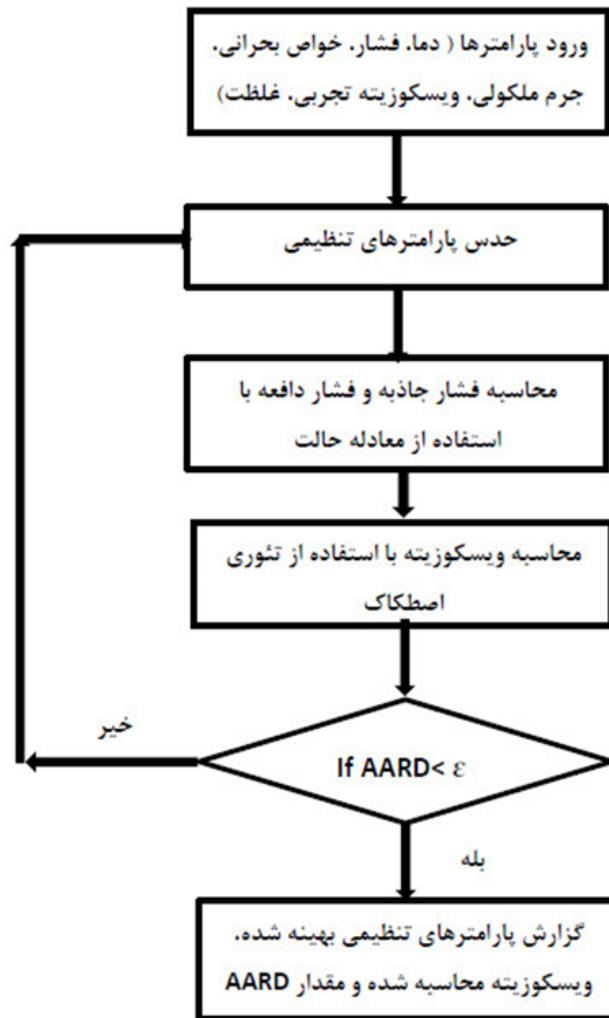 ورود پارامترها ( دما، فشار، خواص بحرانی،
جرم ملکولی، ویسکوزیته تجربی، غلظت)
حدس پارامترهای تنظیمی
محاسبه فشار جاذبه و فشار دافعه با
استفاده از معادله حالت
محاسبه ویسکوزیته با استفاده از تئوری
اصطکاک
خیر
If AARD< ε
بله
گزارش پارامترهای تنظیمی بهینه شده،
ویسکوزیته محاسبه شده و مقدار AARD